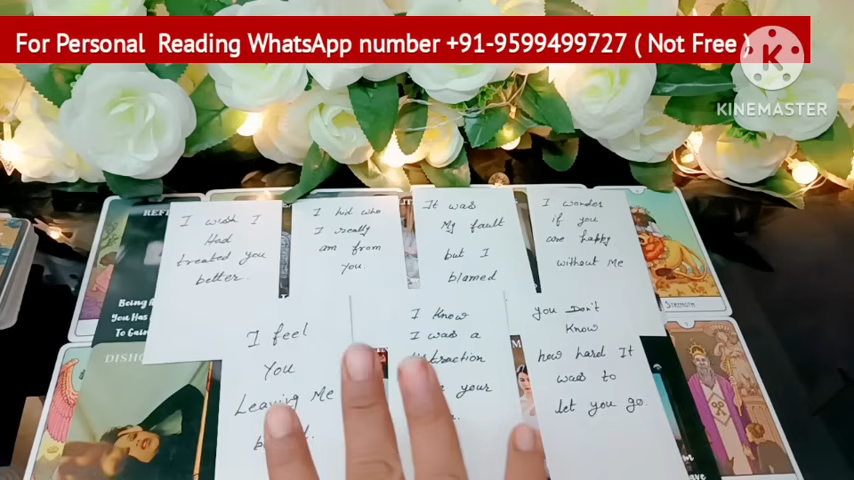 For Personal Reading WhatsApp number +91-9599499727 ( Not Free )
KINEMASTER
I wish I
Had
treated you
better.
I hid who
I really
am from
You.
It was
My fault
but I
blamed
I wonder
if you
are happy
without Me
Being
You Has
To Gain
STRENGTH
I feel
You
Leaving Me
I Know
I was a
your
you Don't
Know
how hard It
was to
let you go.
DISHO